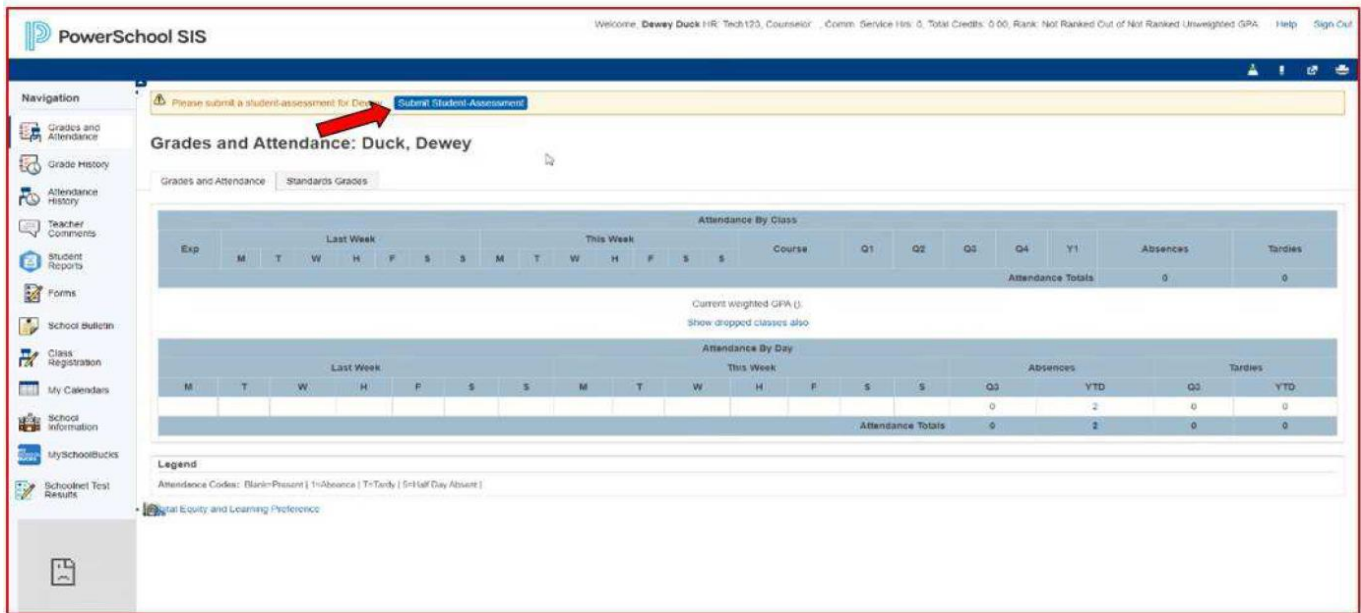 PowerSchool SIS
Welcome, Dewey Duck HR: Tech123, Counselor: , Comm. Service Hrs: 0, Total Credits: 0.00, Rank: Not Ranked Out of Not Ranked Unweighted GPA Help Sign Out
Navigation
Please submit a student-assessment for Dewey Submit Student-Assessment
Grades and Attendance
Grade History
Attendance History
Teacher Comments
Student Reports
Forms
School Bulletin
Class Registration
My Calendars
School Information
MySchoolBucks
Schoolnet Test Results
Grades and Attendance: Duck, Dewey
Grades and Attendance Standards Grades
Attendance By Class
Exp Last Week This Week Course Q1 Q2 Q3 Q4 Y1 Absences Tardies
M T W H F S S M T W H F S S
Attendance Totals 0 0
Current weighted GPA ():
Show dropped classes also
Attendance By Day
Last Week This Week Absences Tardies
M T W H F S S M T W H F S S Q3 YTD Q3 YTD
0 2 0 0
Attendance Totals 0 2 0 0
Legend
Attendance Codes: Blank=Present | 1=Absence | T=Tardy | 5=Half Day Absent |
Equity and Learning Preference